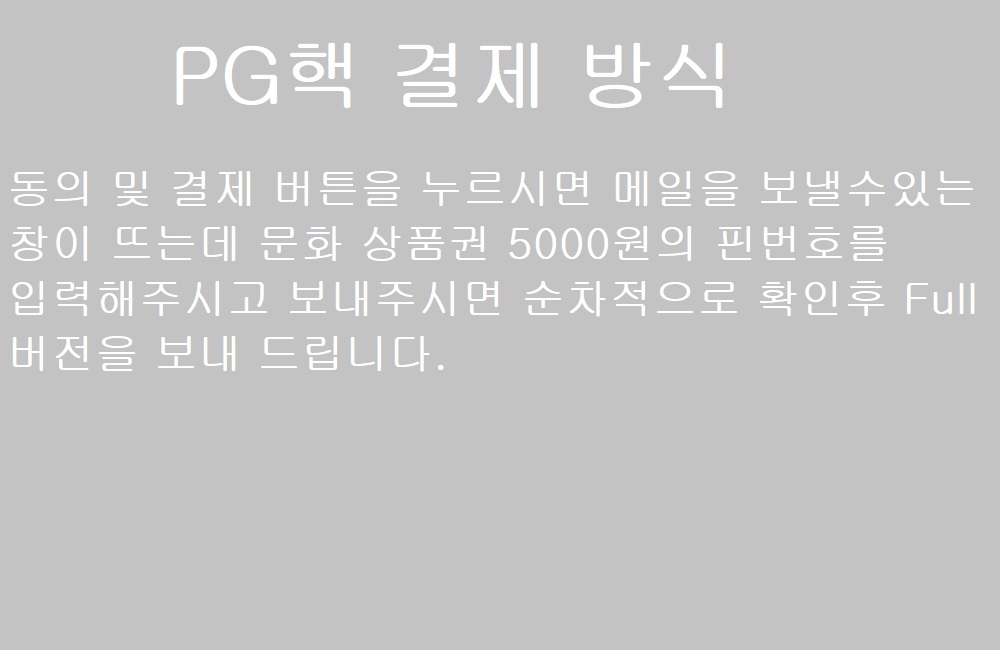 PG핵 결제 방식
동의 및 결제 버튼을 누르시면 메일을 보낼수있는
창이 뜨는데 문화 상품권 5000원의 핀번호를
입력해주시고 보내주시면 순차적으로 확인후 Full
버전을 보내 드립니다.